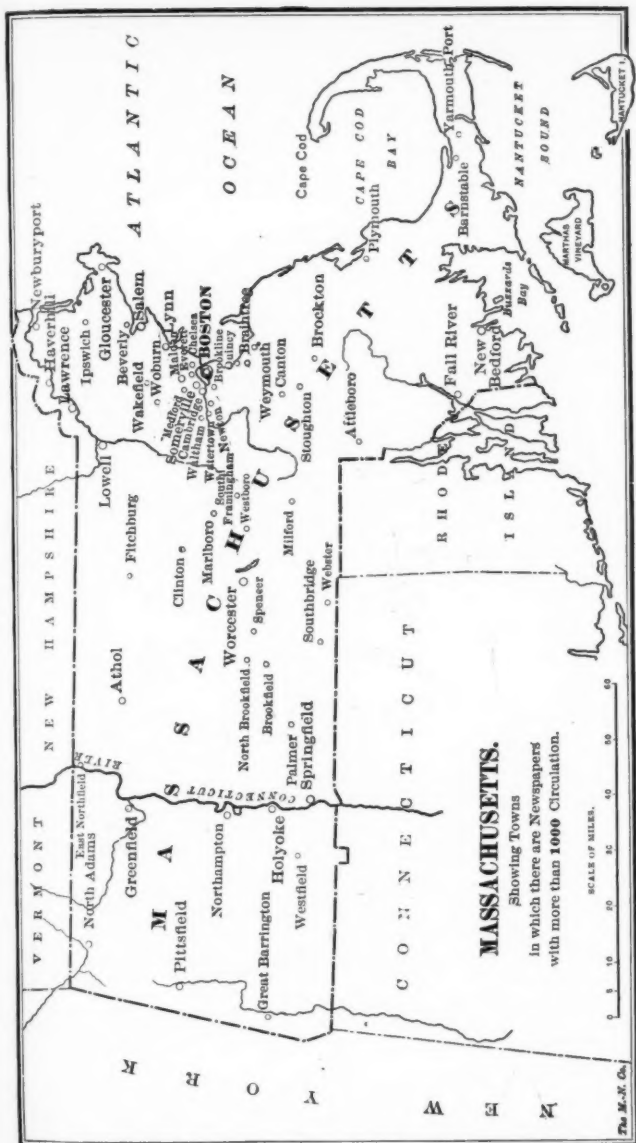 MASSACHUSETTS.
Showing Towns
in which there are Newspapers
with more than 1000 Circulation.
SCALE OF MILES.
0 5 10 20 30 40 50 60
The M.-N. Co.
VERMONT
NEW HAMPSHIRE
NEW YORK
CONNECTICUT
RHODE
ISLAND
MASSACHUSETTS
ATLANTIC
OCEAN
CAPE COD
BAY
NANTUCKET
SOUND
MARTHAS
VINEYARD
NANTUCKET I.
Buzzards
Bay
Cape Cod
CONNECTICUT
RIVER
North Adams
East Northfield
Greenfield
Pittsfield
Northampton
Great Barrington
Holyoke
Westfield
Springfield
Palmer
Athol
Fitchburg
Clinton
Marlboro
South
Framingham
Westboro
Worcester
Spencer
North Brookfield
Brookfield
Southbridge
Webster
Milford
Lowell
Lawrence
Haverhill
Newburyport
Ipswich
Gloucester
Beverly
Salem
Wakefield
Lynn
Woburn
Malden
Everett
Chelsea
Medford
Somerville
Cambridge
BOSTON
Waltham
Watertown
Newton
Brookline
Quincy
Braintree
Weymouth
Canton
Stoughton
Brockton
Attleboro
Plymouth
Barnstable
Yarmouth Port
Fall River
New
Bedford